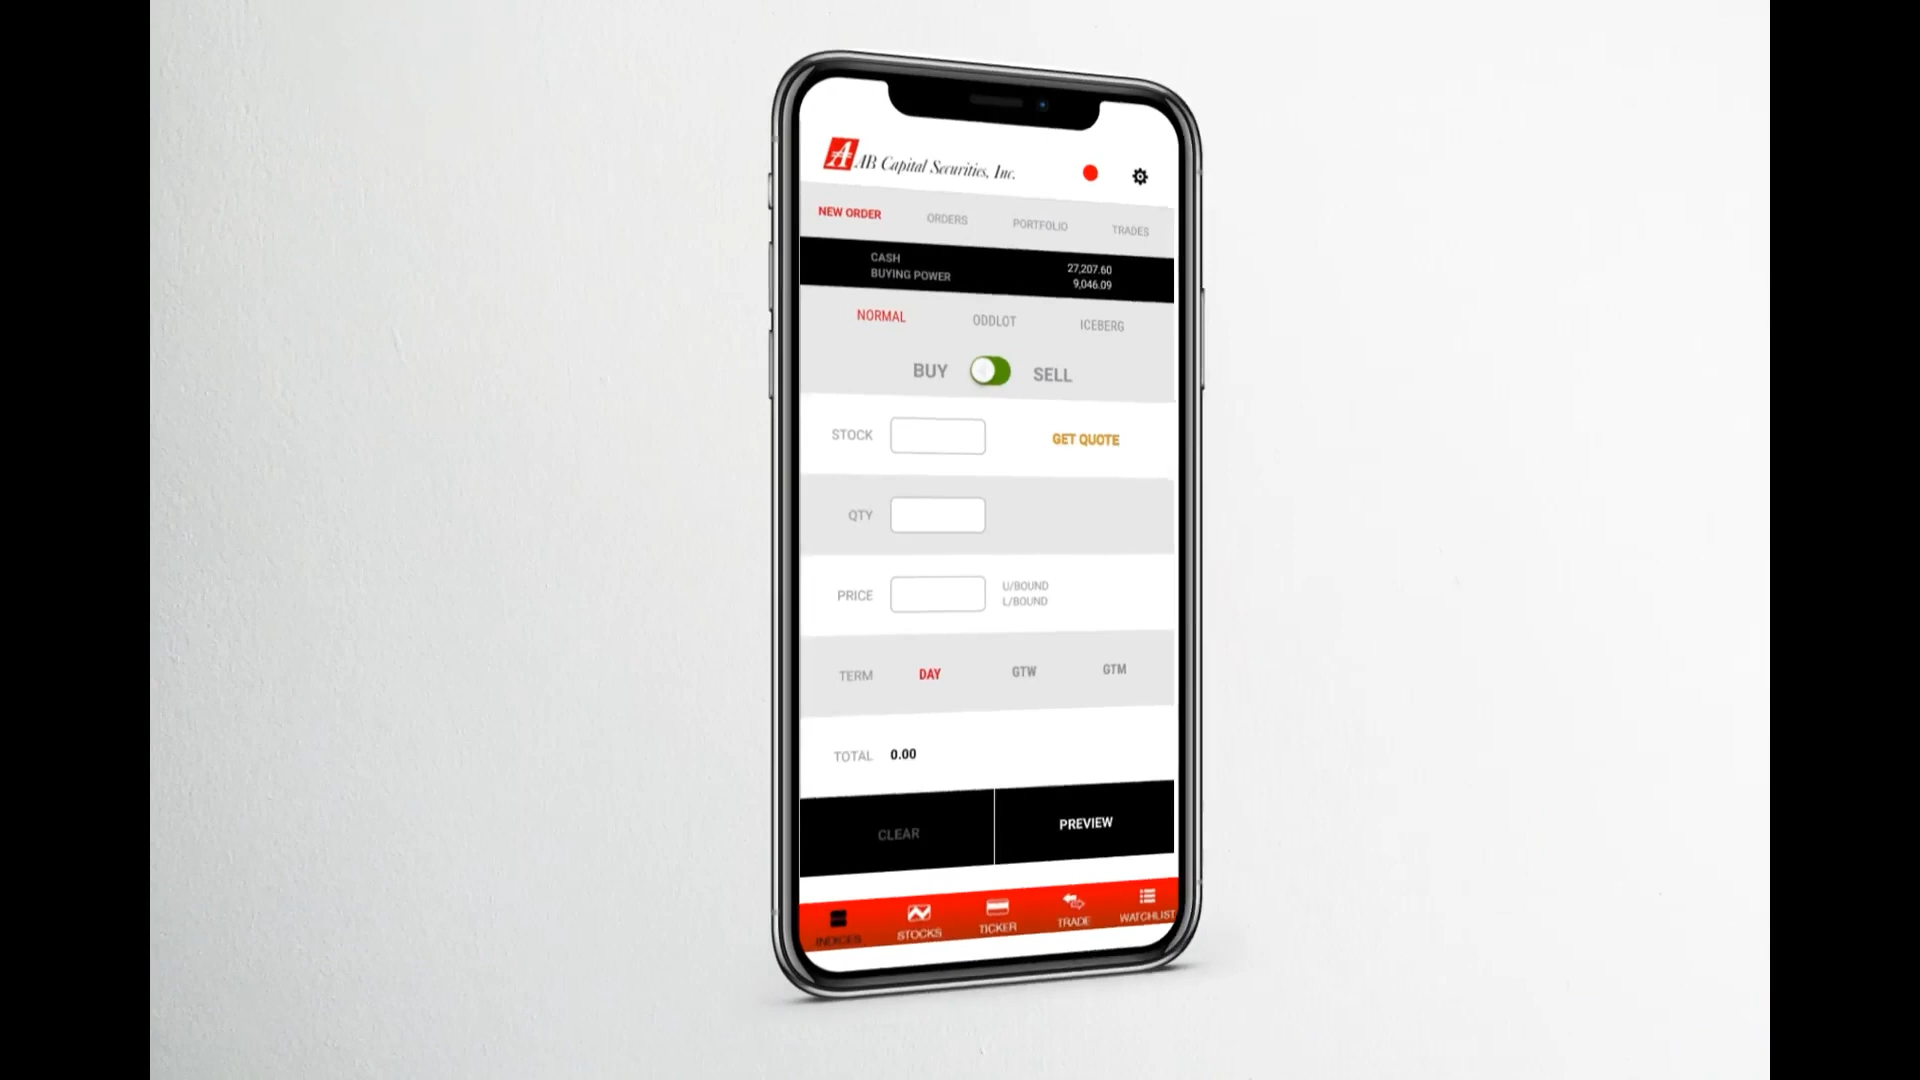 A AB Capital Securities, Inc.
NEW ORDER ORDERS PORTFOLIO TRADES
CASH 27,207.60
BUYING POWER 9,046.09
NORMAL ODDLOT ICEBERG
BUY SELL
STOCK GET QUOTE
QTY
PRICE U/BOUND
L/BOUND
TERM DAY GTW GTM
TOTAL 0.00
CLEAR PREVIEW
INDICES STOCKS TICKER TRADE WATCHLIST